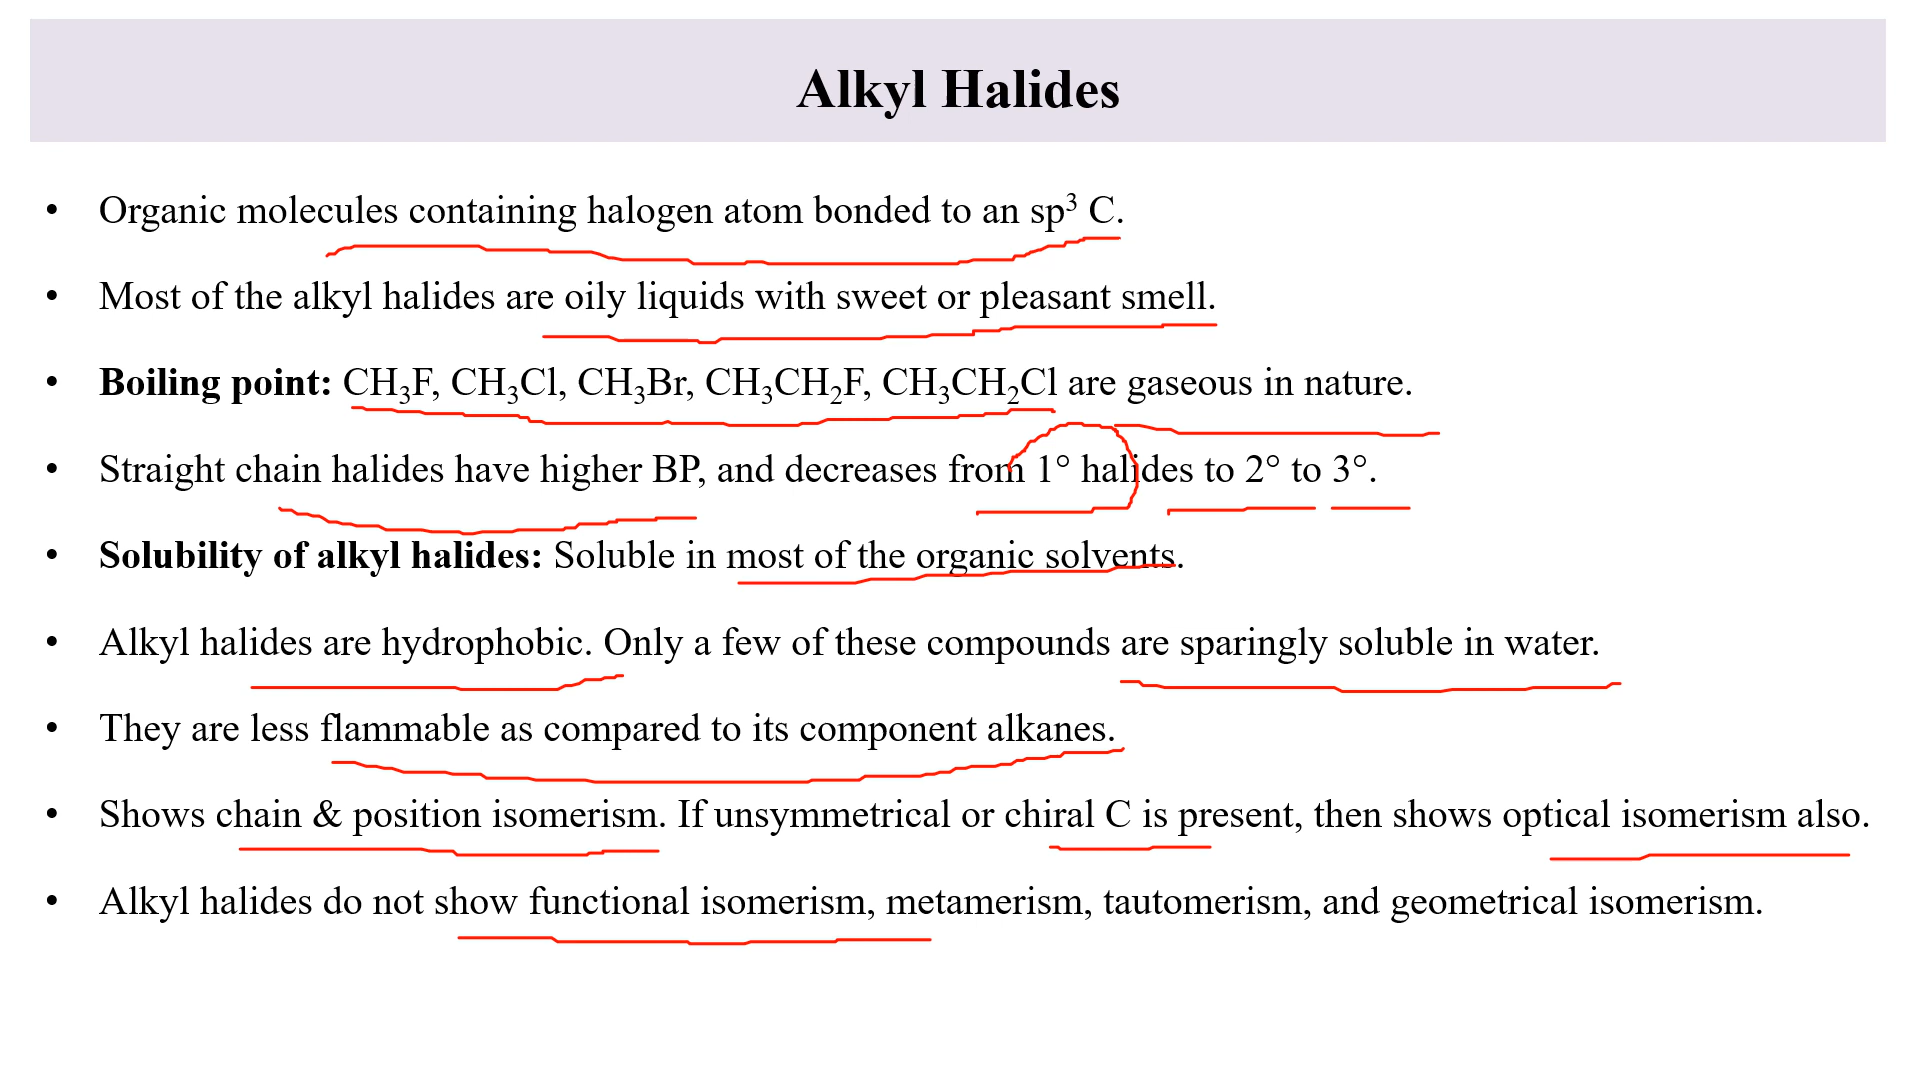 Alkyl Halides
• Organic molecules containing halogen atom bonded to an sp³ C.
• Most of the alkyl halides are oily liquids with sweet or pleasant smell.
• Boiling point: CH₃F, CH₃Cl, CH₃Br, CH₃CH₂F, CH₃CH₂Cl are gaseous in nature.
• Straight chain halides have higher BP, and decreases from 1° halides to 2° to 3°.
• Solubility of alkyl halides: Soluble in most of the organic solvents.
• Alkyl halides are hydrophobic. Only a few of these compounds are sparingly soluble in water.
• They are less flammable as compared to its component alkanes.
• Shows chain & position isomerism. If unsymmetrical or chiral C is present, then shows optical isomerism also.
• Alkyl halides do not show functional isomerism, metamerism, tautomerism, and geometrical isomerism.